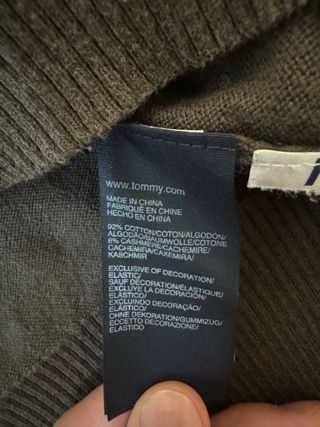 www.tommy.com
MADE IN CHINA
FABRIQUÉ EN CHINE
HECHO EN CHINA
92% COTTON/COTON/ALGODÓN/
ALGODÃO/BAUMWOLLE/COTONE
8% CASHMERE/CACHEMIRE/
CACHEMIRA/CAXEMIRA/
KASCHMIR
EXCLUSIVE OF DECORATION/
ELASTIC/
SAUF DÉCORATION/ÉLASTIQUE/
EXCLUYE LA DECORACIÓN/
ELÁSTICO/
EXCLUINDO DECORAÇÃO/
ELÁSTICO/
OHNE DEKORATION/GUMMIZUG/
ECCETTO DECORAZIONE/
ELASTICO